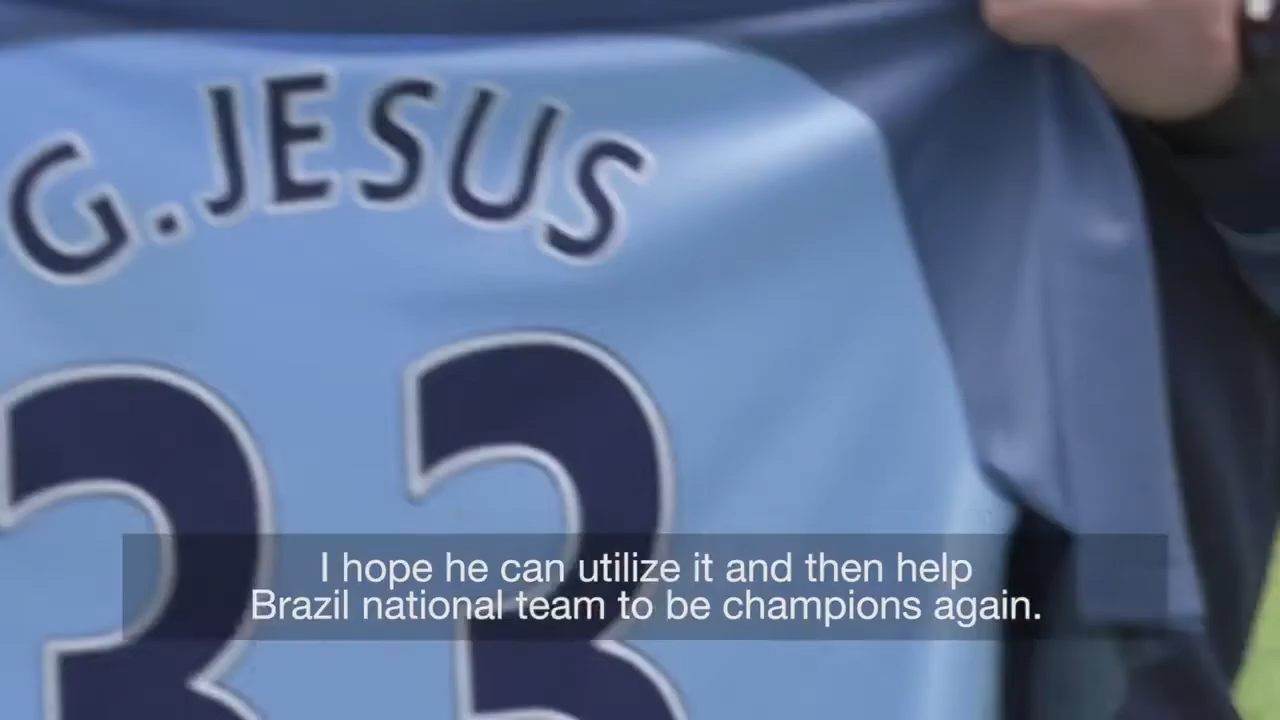 G.JESUS
33
I hope he can utilize it and then help
Brazil national team to be champions again.